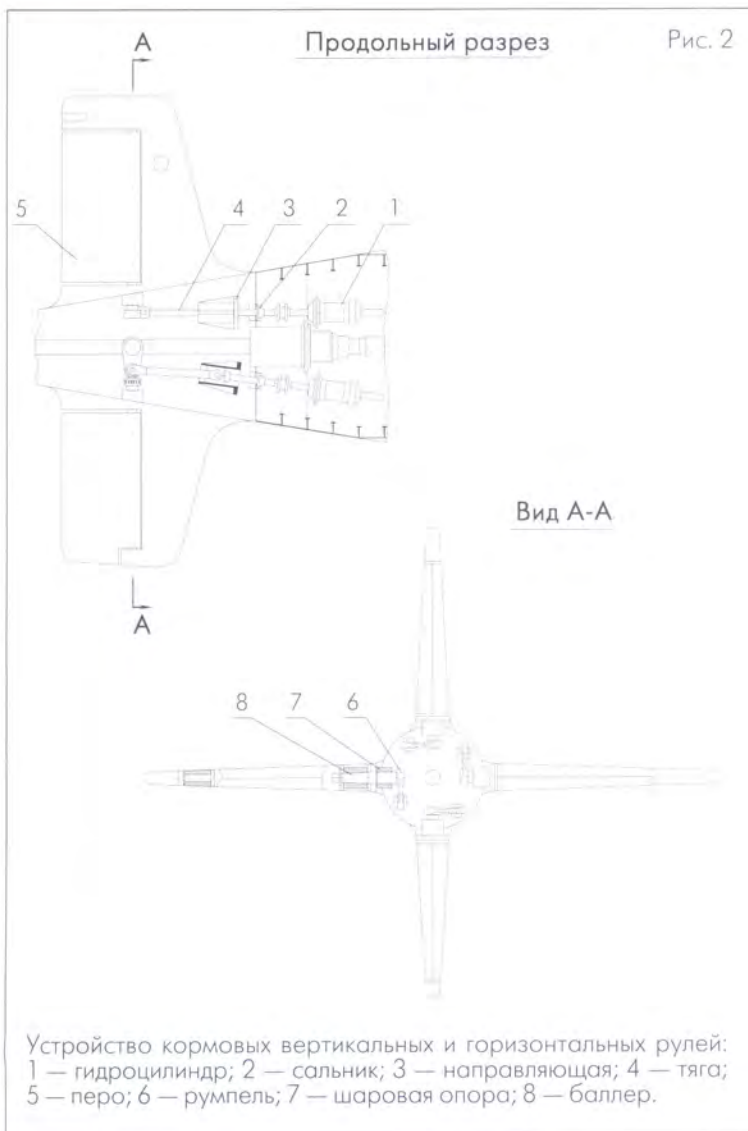 Продольный разрез
Рис. 2
А
5
4
3
2
1
А
Вид А-А
8
7
6
Устройство кормовых вертикальных и горизонтальных рулей:
1 — гидроцилиндр; 2 — сальник; 3 — направляющая; 4 — тяга;
5 — перо; 6 — румпель; 7 — шаровая опора; 8 — баллер.